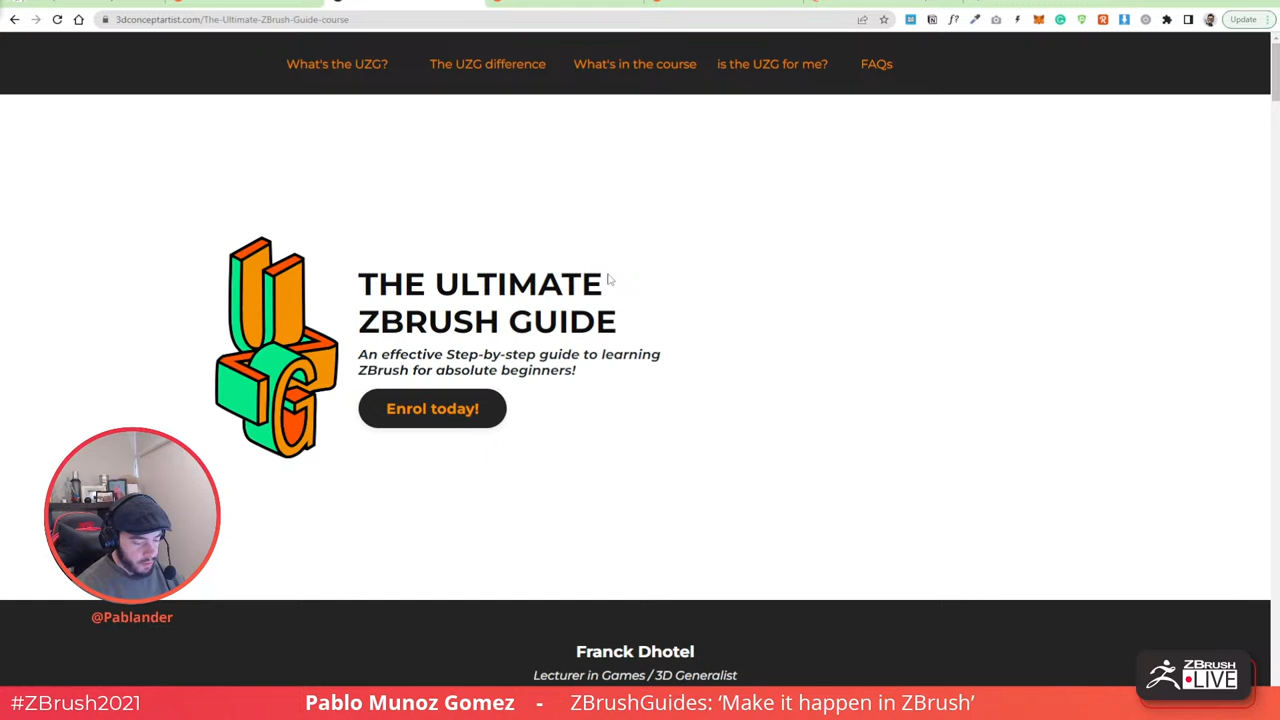 3dconceptartist.com/The-Ultimate-ZBrush-Guide-course
Update
What's the UZG?
The UZG difference
What's in the course
is the UZG for me?
FAQs
UZG
THE ULTIMATE
ZBRUSH GUIDE
An effective Step-by-step guide to learning
ZBrush for absolute beginners!
Enrol today!
@Pablander
Franck Dhotel
Lecturer in Games / 3D Generalist
ZBRUSH
LIVE
#ZBrush2021
Pablo Munoz Gomez - ZBrushGuides: ‘Make it happen in ZBrush’